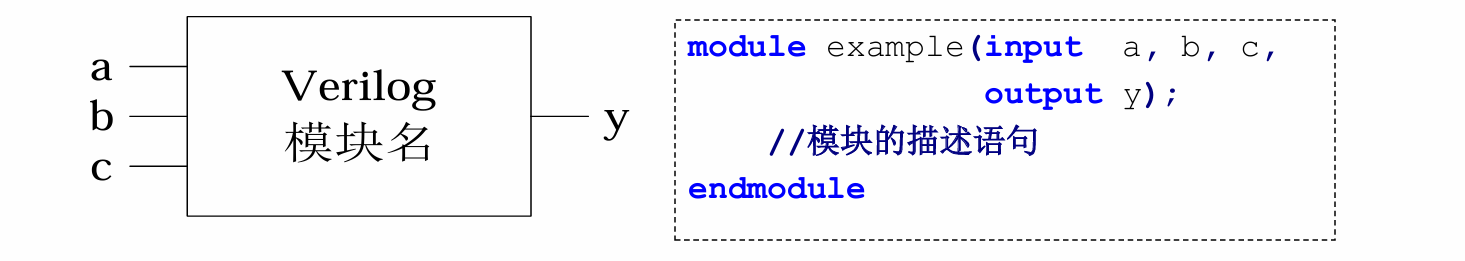 a
b
c
Verilog
模块名
y
module example(input a, b, c,
output y);
//模块的描述语句
endmodule